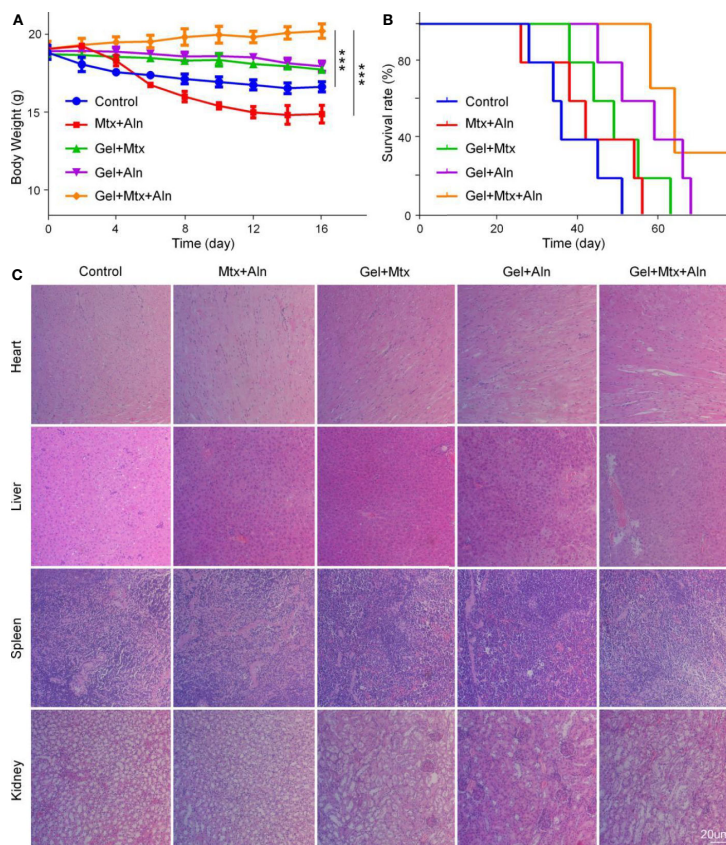 A
Body Weight (g)
20
15
10
Control
Mtx+Aln
Gel+Mtx
Gel+Aln
Gel+Mtx+Aln
***
***
0 4 8 12 16
Time (day)
B
Survival rate (%)
80
40
0
Control
Mtx+Aln
Gel+Mtx
Gel+Aln
Gel+Mtx+Aln
0 20 40 60
Time (day)
C
Control Mtx+Aln Gel+Mtx Gel+Aln Gel+Mtx+Aln
Heart
Liver
Spleen
Kidney